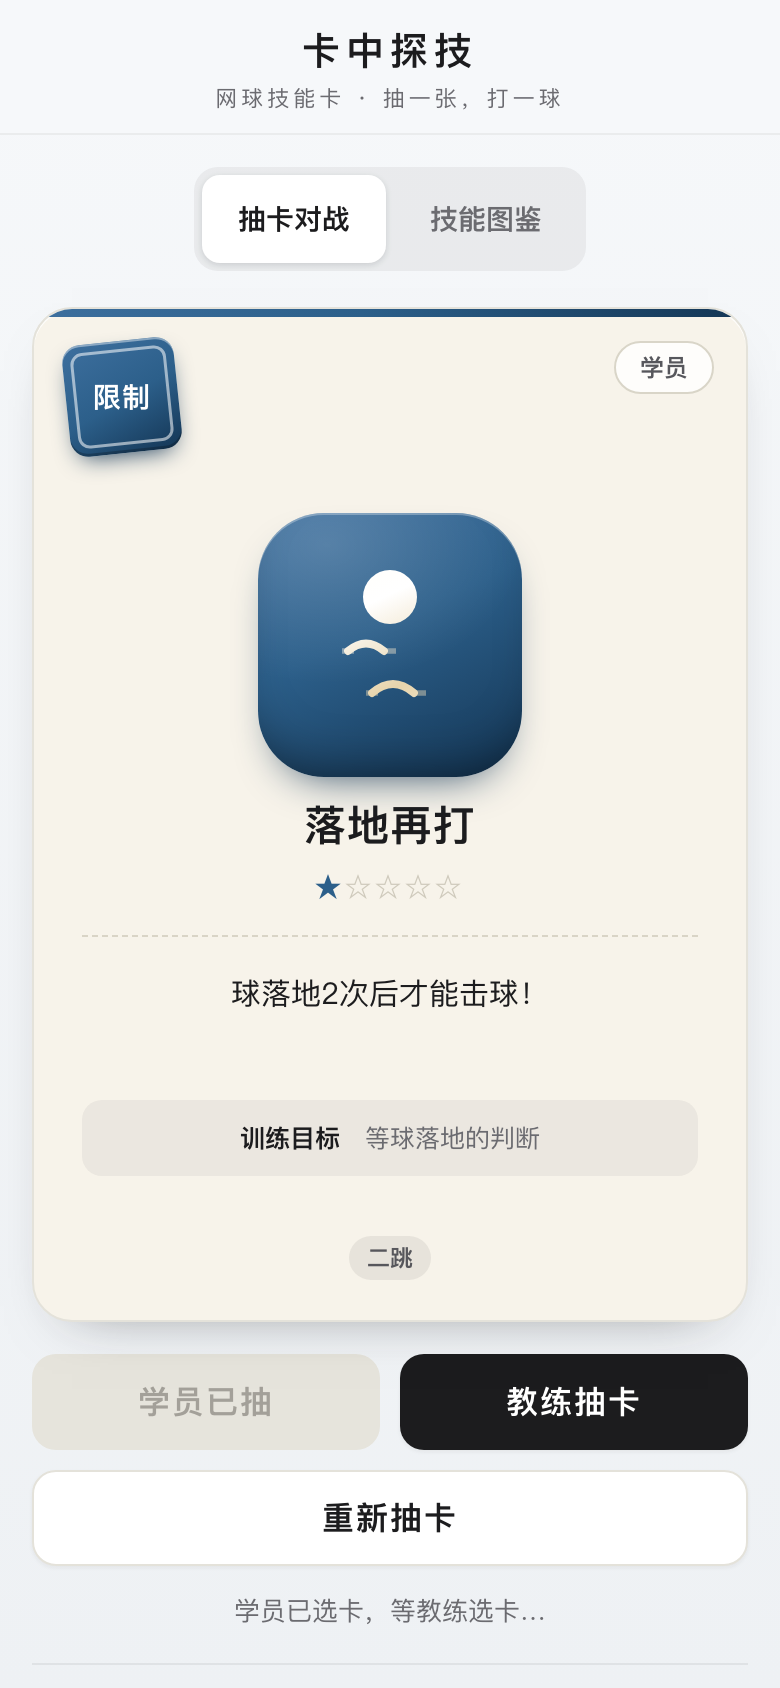 卡中探技
网球技能卡 · 抽一张，打一球
抽卡对战
技能图鉴
限制
学员
落地再打
★☆☆☆☆
球落地2次后才能击球！
训练目标 等球落地的判断
二跳
学员已抽
教练抽卡
重新抽卡
学员已选卡，等教练选卡…